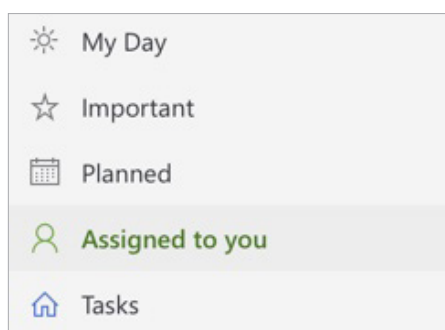 My Day
Important
Planned
Assigned to you
Tasks